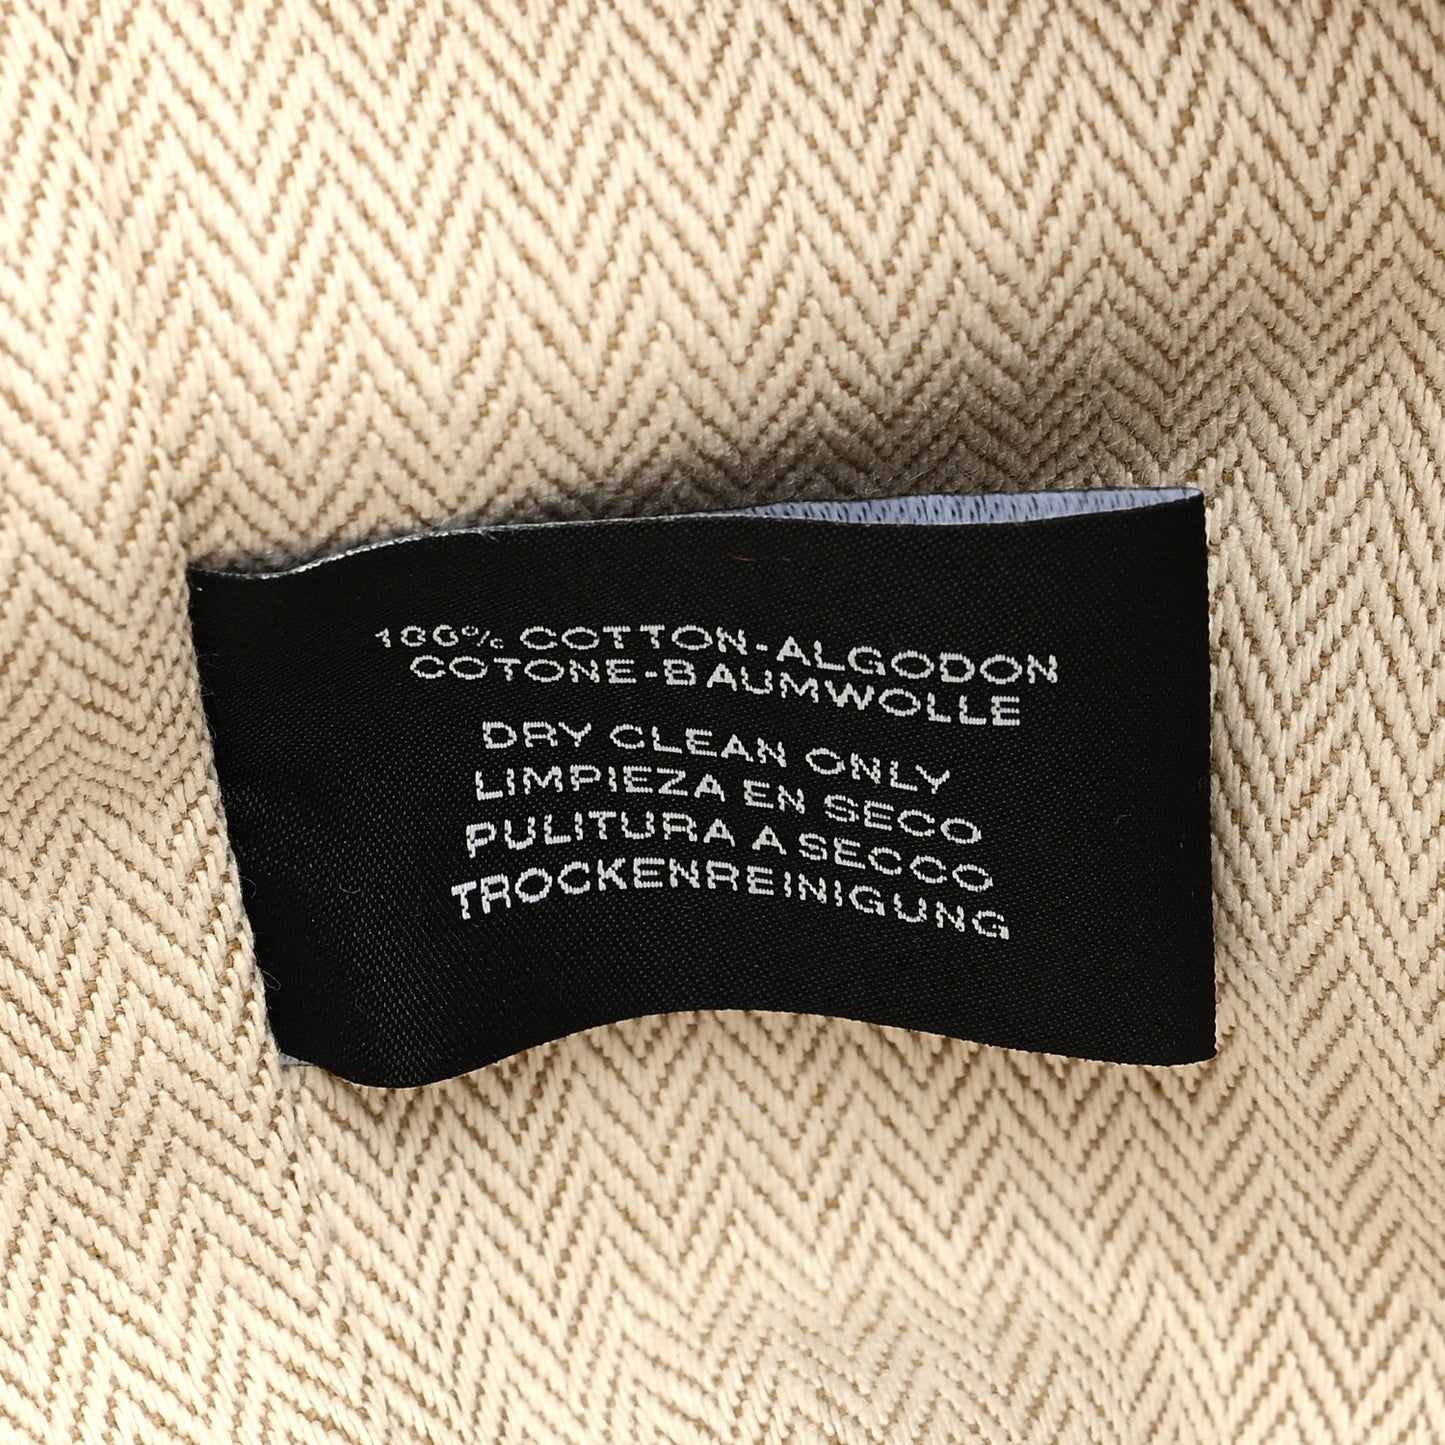 100% COTTON-ALGODON
COTONE-BAUMWOLLE
DRY CLEAN ONLY
LIMPIEZA EN SECO
PULITURA A SECCO
TROCKENREINIGUNG